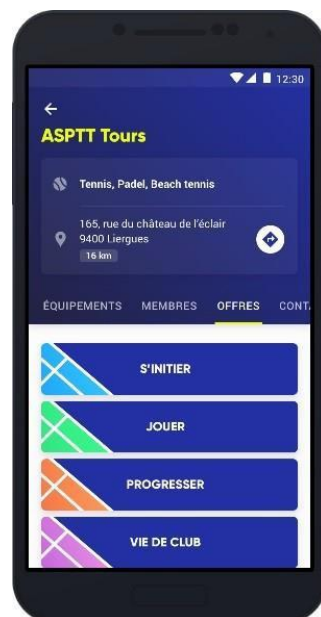 12:30
ASPTT Tours
Tennis, Padel, Beach tennis
165, rue du château de l'éclair
9400 Liergues
16 km
ÉQUIPEMENTS MEMBRES OFFRES CONTA
S'INITIER
JOUER
PROGRESSER
VIE DE CLUB